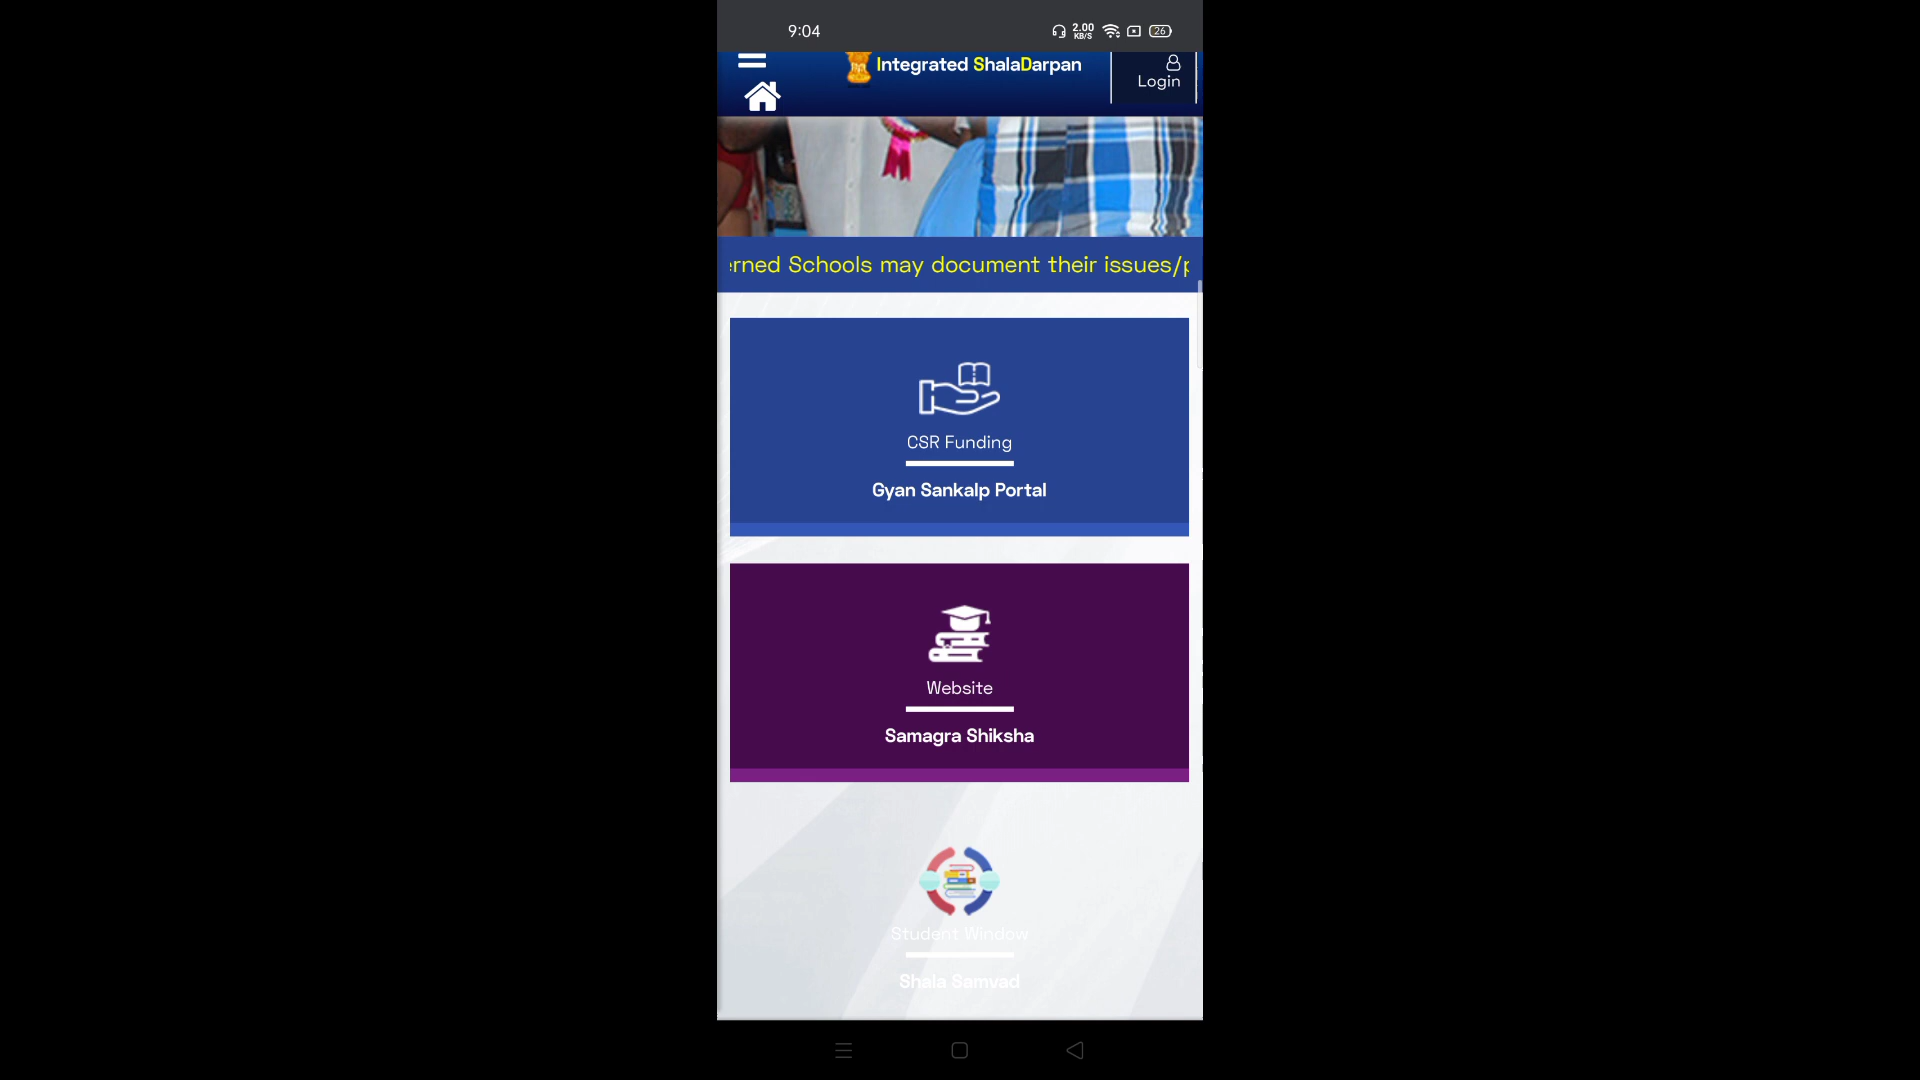 9:04
2.00
KB/S
26
Integrated ShalaDarpan
Login
erned Schools may document their issues/p
CSR Funding
Gyan Sankalp Portal
Website
Samagra Shiksha
Student Window
Shala Samvad